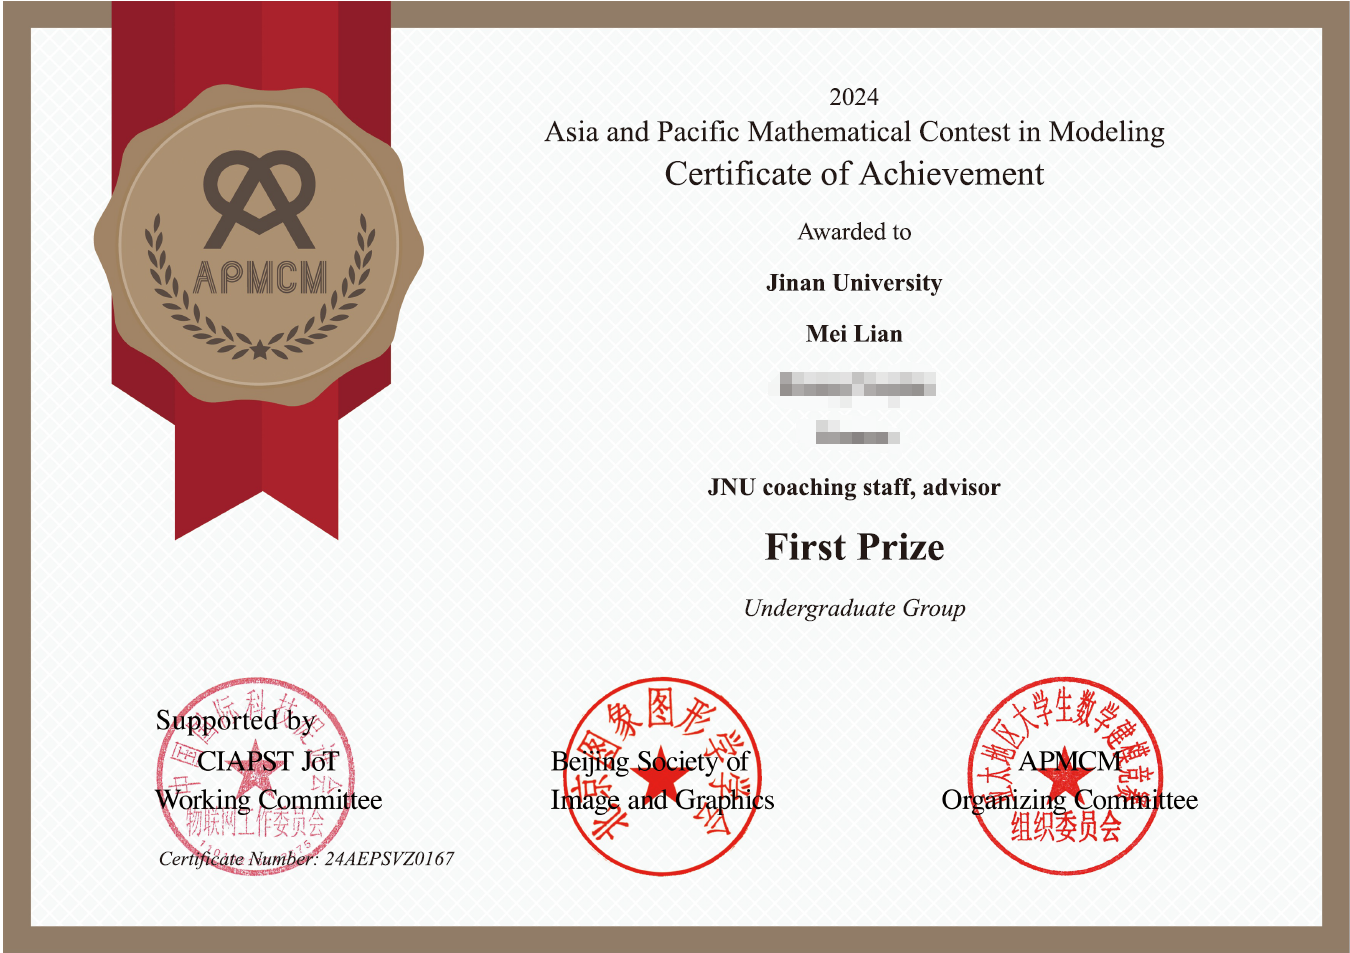 APMCM
2024
Asia and Pacific Mathematical Contest in Modeling
Certificate of Achievement
Awarded to
Jinan University
Mei Lian
JNU coaching staff, advisor
First Prize
Undergraduate Group
中国国际科技促进会
物联网工作委员会
Supported by
CIAPST JoT
Working Committee
Certificate Number: 24AEPSVZ0167
北京图象图形学学会
Beijing Society of
Image and Graphics
亚太地区大学生数学建模竞赛
组织委员会
APMCM
Organizing Committee